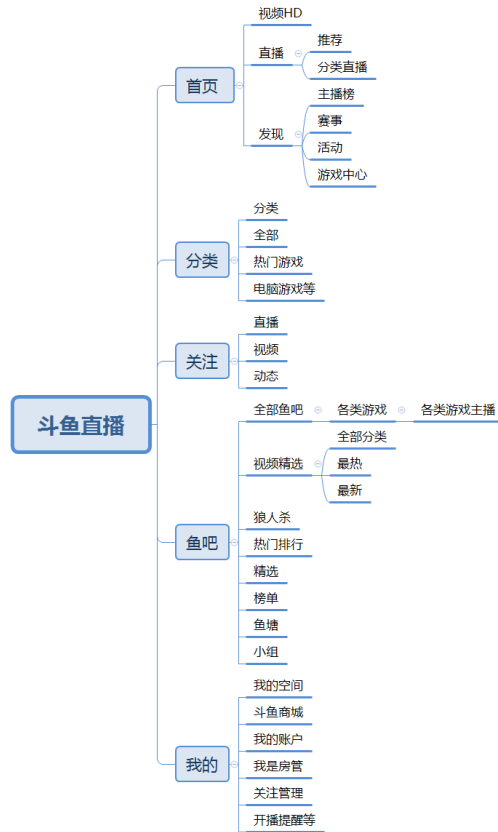 斗鱼直播
首页
视频HD
直播
推荐
分类直播
发现
主播榜
赛事
活动
游戏中心
分类
分类
全部
热门游戏
电脑游戏等
关注
直播
视频
动态
鱼吧
全部鱼吧
各类游戏
各类游戏主播
视频精选
全部分类
最热
最新
狼人杀
热门排行
精选
榜单
鱼塘
小组
我的
我的空间
斗鱼商城
我的账户
我是房管
关注管理
开播提醒等